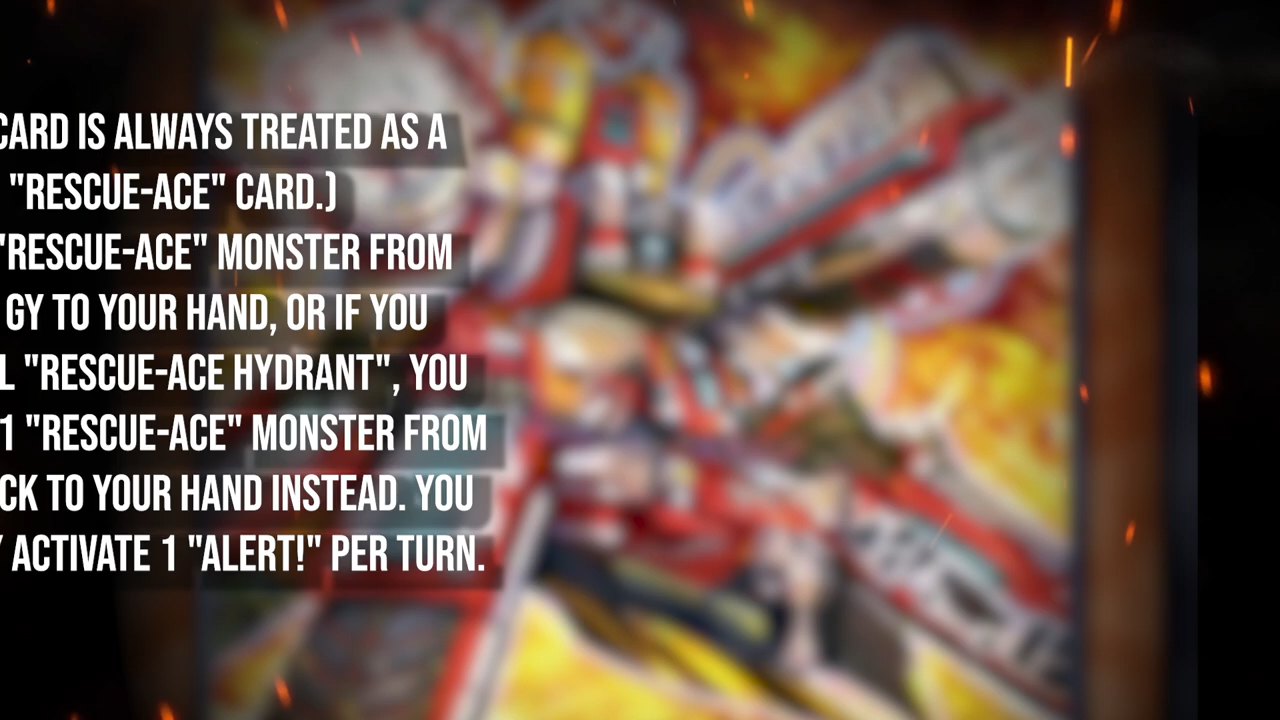 CARD IS ALWAYS TREATED AS A
"RESCUE-ACE" CARD.)
"RESCUE-ACE" MONSTER FROM
GY TO YOUR HAND, OR IF YOU
L "RESCUE-ACE HYDRANT", YOU
1 "RESCUE-ACE" MONSTER FROM
CK TO YOUR HAND INSTEAD. YOU
ACTIVATE 1 "ALERT!" PER TURN.